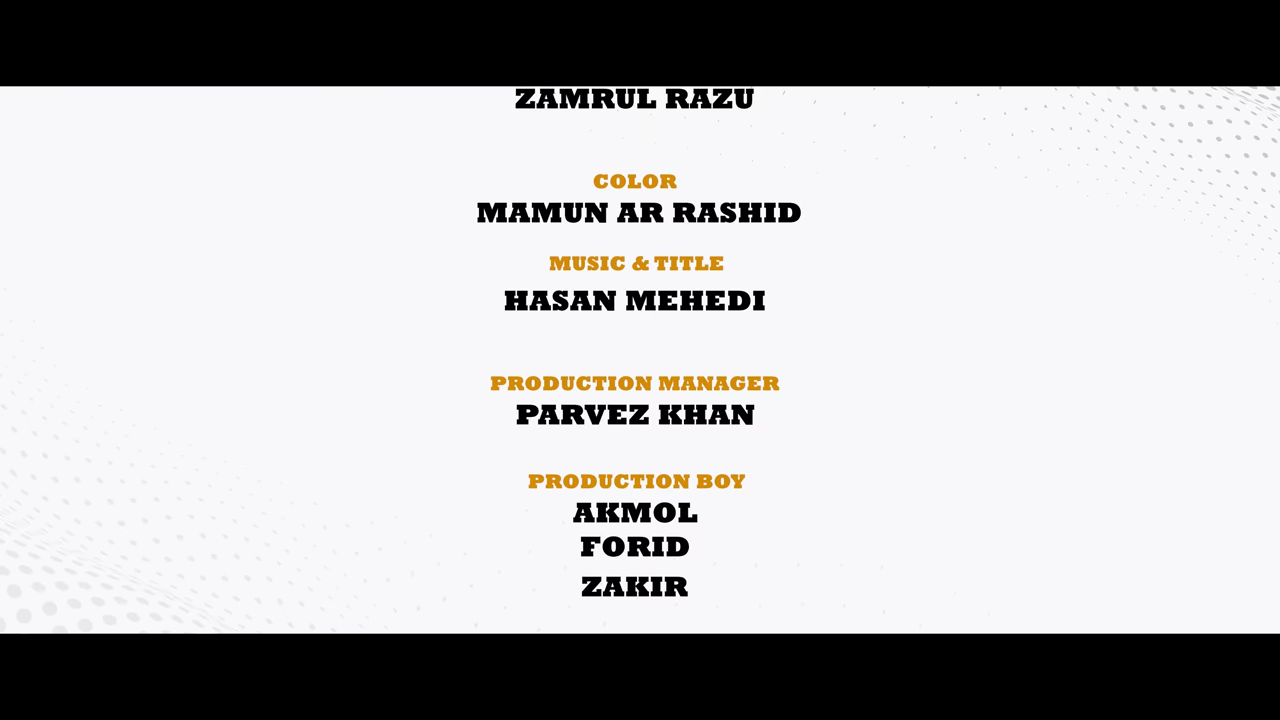 ZAMRUL RAZU
COLOR
MAMUN AR RASHID
MUSIC & TITLE
HASAN MEHEDI
PRODUCTION MANAGER
PARVEZ KHAN
PRODUCTION BOY
AKMOL
FORID
ZAKIR